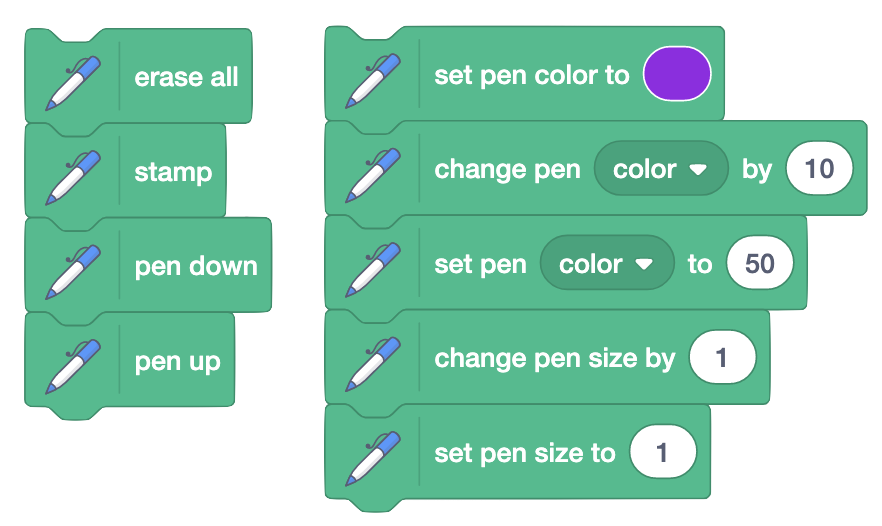 erase all
stamp
pen down
pen up
set pen color to
change pen color by 10
set pen color to 50
change pen size by 1
set pen size to 1